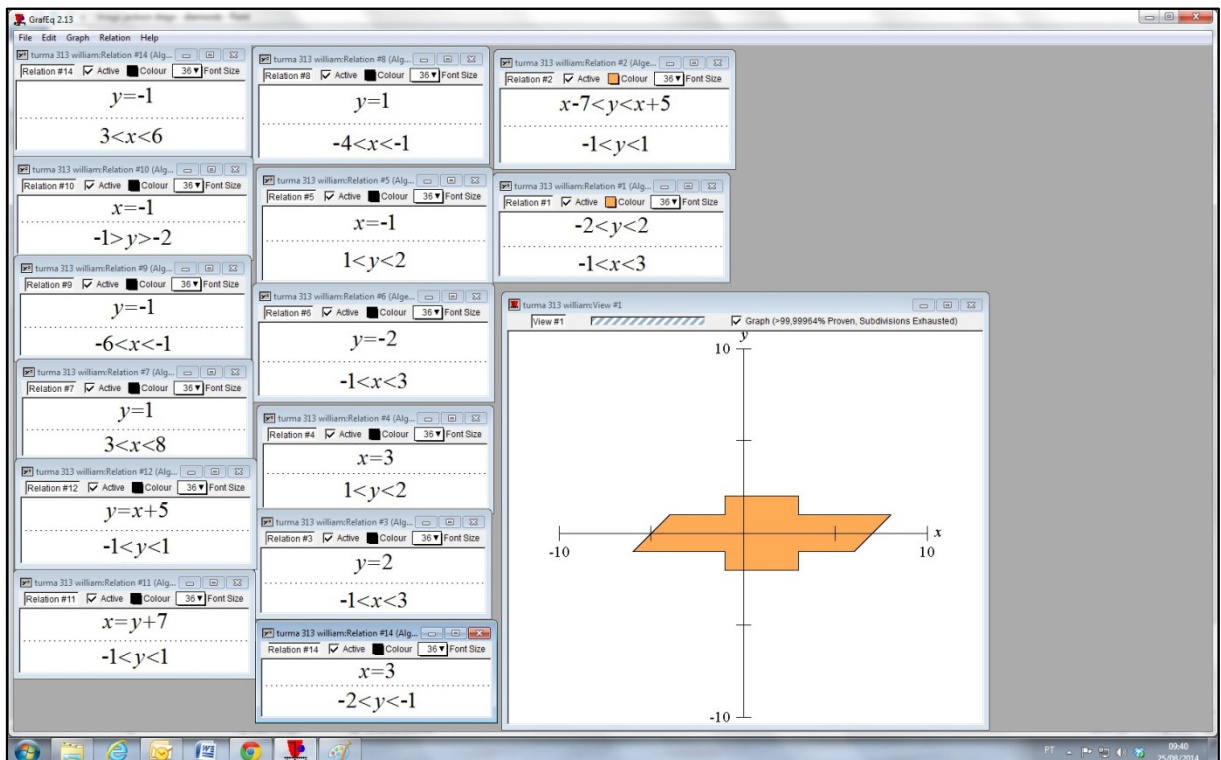 GrafEq 2.13
File Edit Graph Relation Help
turma 313 william:Relation #14 (Alg...
Relation #14 Active Colour 36 Font Size
y=-1
3<x<6
turma 313 william:Relation #10 (Alg...
Relation #10 Active Colour 36 Font Size
x=-1
-1>y>-2
turma 313 william:Relation #9 (Alg...
Relation #9 Active Colour 36 Font Size
y=-1
-6<x<-1
turma 313 william:Relation #7 (Alg...
Relation #7 Active Colour 36 Font Size
y=1
3<x<8
turma 313 william:Relation #12 (Alg...
Relation #12 Active Colour 36 Font Size
y=x+5
-1<y<1
turma 313 william:Relation #11 (Alg...
Relation #11 Active Colour 36 Font Size
x=y+7
-1<y<1
turma 313 william:Relation #8 (Alg...
Relation #8 Active Colour 36 Font Size
y=1
-4<x<-1
turma 313 william:Relation #5 (Alge...
Relation #5 Active Colour 36 Font Size
x=-1
1<y<2
turma 313 william:Relation #6 (Alge...
Relation #6 Active Colour 36 Font Size
y=-2
-1<x<3
turma 313 william:Relation #4 (Alg...
Relation #4 Active Colour 36 Font Size
x=3
1<y<2
turma 313 william:Relation #3 (Alg...
Relation #3 Active Colour 36 Font Size
y=2
-1<x<3
turma 313 william:Relation #14 (Alg...
Relation #14 Active Colour 36 Font Size
x=3
-2<y<-1
turma 313 william:Relation #2 (Alge...
Relation #2 Active Colour 36 Font Size
x-7<y<x+5
-1<y<1
turma 313 william:Relation #1 (Alg...
Relation #1 Active Colour 36 Font Size
-2<y<2
-1<x<3
turma 313 william:View #1
View #1 Graph (>99,99964% Proven, Subdivisions Exhausted)
y
10
x
-10 10
-10
PT 09:40
25/08/2014